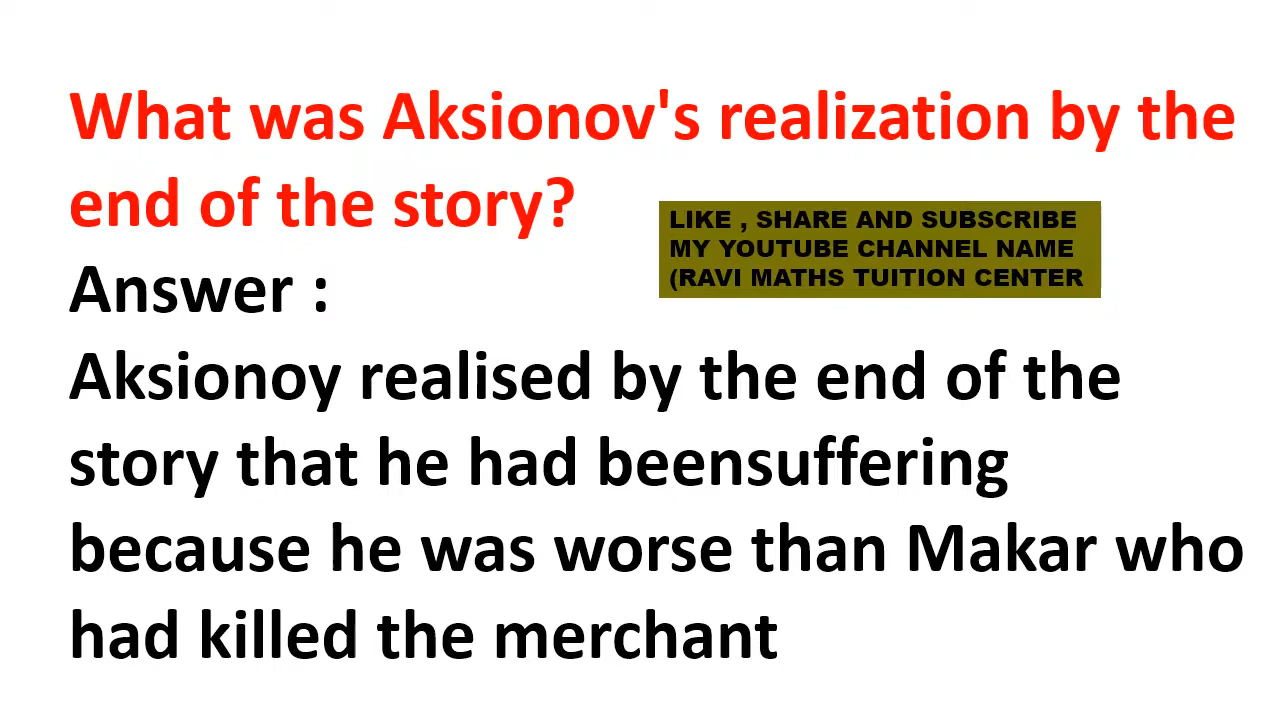 What was Aksionov's realization by the
end of the story?
LIKE , SHARE AND SUBSCRIBE
MY YOUTUBE CHANNEL NAME
(RAVI MATHS TUITION CENTER
Answer :
Aksionoy realised by the end of the
story that he had beensuffering
because he was worse than Makar who
had killed the merchant